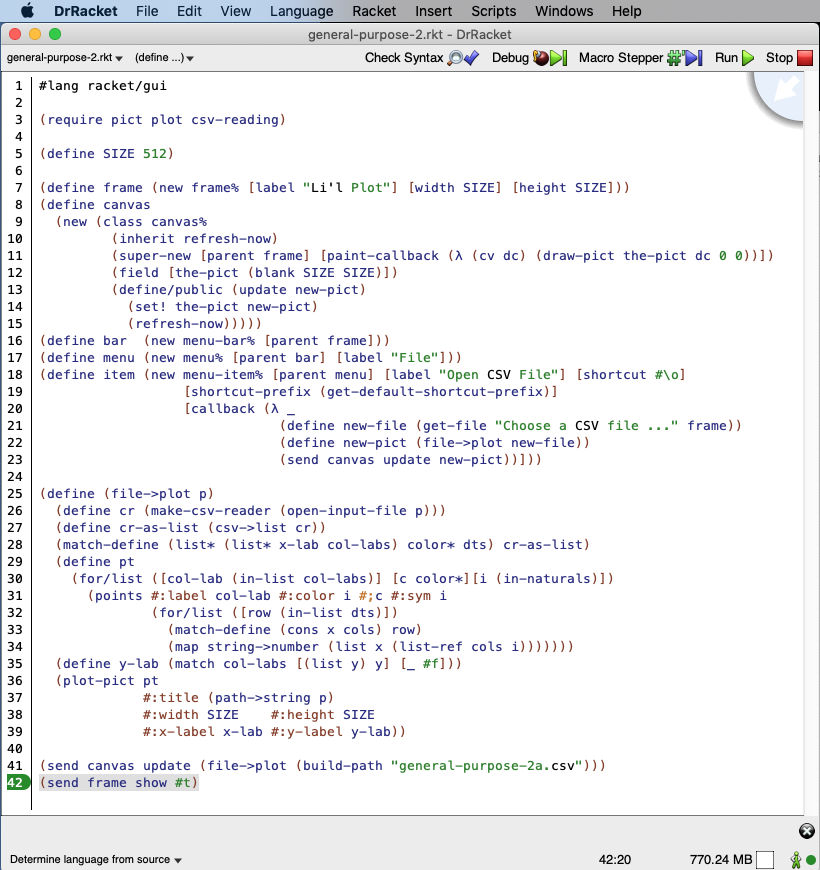 DrRacket File Edit View Language Racket Insert Scripts Windows Help
general-purpose-2.rkt - DrRacket
general-purpose-2.rkt (define ...) Check Syntax Debug Macro Stepper Run Stop
1 #lang racket/gui
2
3 (require pict plot csv-reading)
4
5 (define SIZE 512)
6
7 (define frame (new frame% [label "Li'l Plot"] [width SIZE] [height SIZE]))
8 (define canvas
9   (new (class canvas%
10          (inherit refresh-now)
11          (super-new [parent frame] [paint-callback (λ (cv dc) (draw-pict the-pict dc 0 0))])
12          (field [the-pict (blank SIZE SIZE)])
13          (define/public (update new-pict)
14            (set! the-pict new-pict)
15            (refresh-now)))))
16 (define bar  (new menu-bar% [parent frame]))
17 (define menu (new menu% [parent bar] [label "File"]))
18 (define item (new menu-item% [parent menu] [label "Open CSV File"] [shortcut #\o]
19                   [shortcut-prefix (get-default-shortcut-prefix)]
20                   [callback (λ _
21                               (define new-file (get-file "Choose a CSV file ..." frame))
22                               (define new-pict (file->plot new-file))
23                               (send canvas update new-pict))]))
24
25 (define (file->plot p)
26   (define cr (make-csv-reader (open-input-file p)))
27   (define cr-as-list (csv->list cr))
28   (match-define (list* (list* x-lab col-labs) color* dts) cr-as-list)
29   (define pt
30     (for/list ([col-lab (in-list col-labs)] [c color*][i (in-naturals)])
31       (points #:label col-lab #:color i #;c #:sym i
32               (for/list ([row (in-list dts)])
33                 (match-define (cons x cols) row)
34                 (map string->number (list x (list-ref cols i)))))))
35   (define y-lab (match col-labs [(list y) y] [_ #f]))
36   (plot-pict pt
37              #:title (path->string p)
38              #:width SIZE    #:height SIZE
39              #:x-label x-lab #:y-label y-lab))
40
41 (send canvas update (file->plot (build-path "general-purpose-2a.csv")))
42 (send frame show #t)
Determine language from source 42:20 770.24 MB